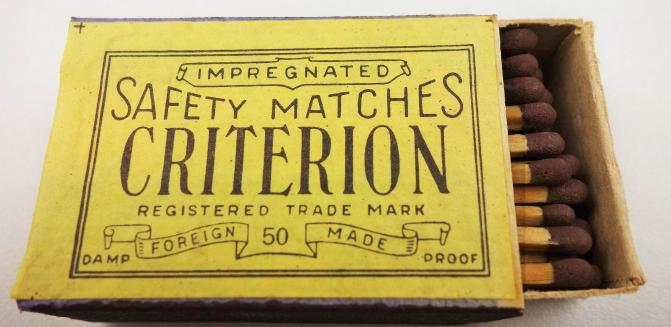 IMPREGNATED
SAFETY MATCHES
CRITERION
REGISTERED TRADE MARK
FOREIGN 50 MADE
DAMP PROOF